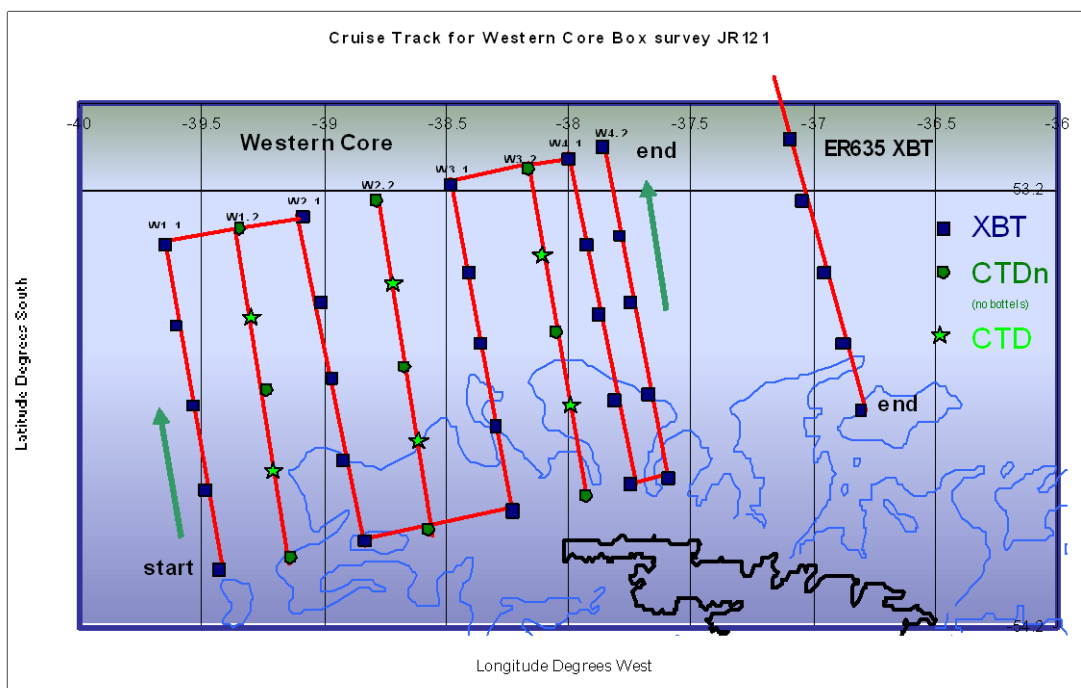 Cruise Track for Western Core Box survey JR121
-40
-39.5
-39
-38.5
-38
-37.5
-37
-36.5
-36
Western Core
end
ER635 XBT
W1.1
W1.2
W2.1
W2.2
W3.1
W3.2
W4.1
W4.2
53.2
XBT
CTDn
(no bottels)
CTD
end
start
-54.2
Latitude Degrees South
Longitude Degrees West